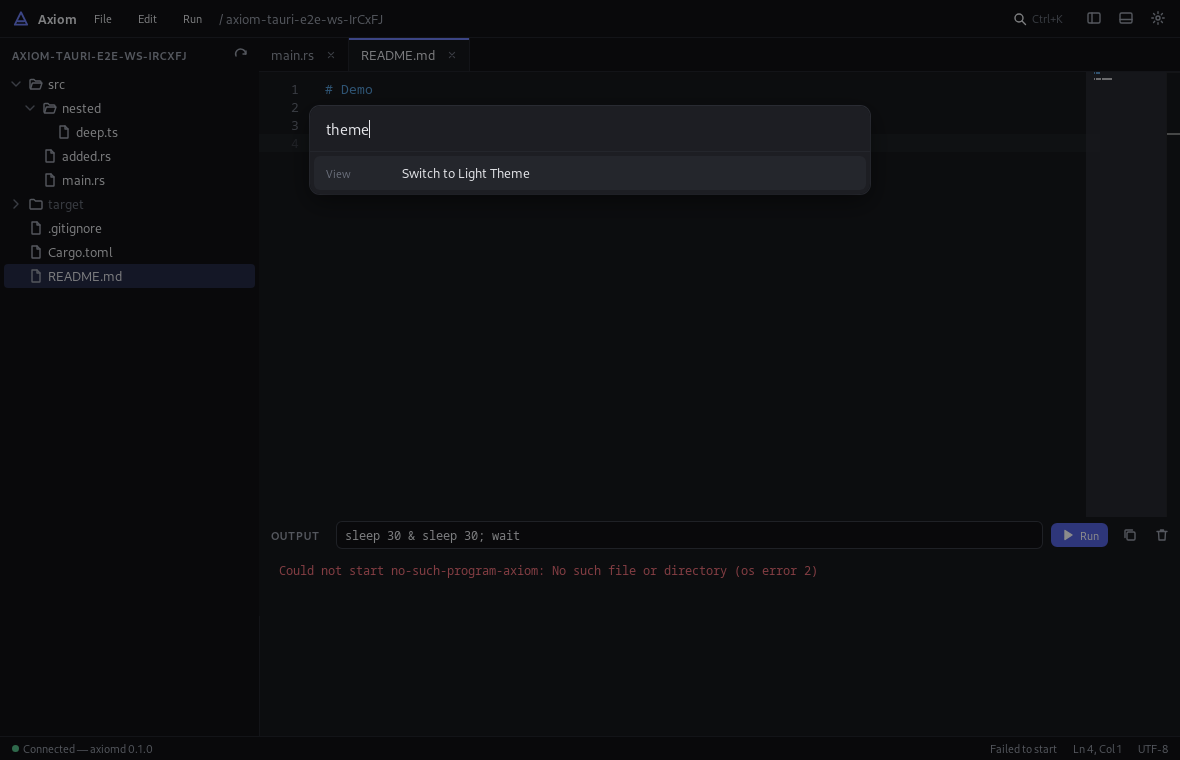 Axiom File Edit Run / axiom-tauri-e2e-ws-IrCxFJ Ctrl+K
AXIOM-TAURI-E2E-WS-IRCXFJ
main.rs README.md
src
nested
deep.ts
added.rs
main.rs
target
.gitignore
Cargo.toml
README.md
1 # Demo
2
3
4
theme
View Switch to Light Theme
OUTPUT sleep 30 & sleep 30; wait Run
Could not start no-such-program-axiom: No such file or directory (os error 2)
Connected — axiomd 0.1.0 Failed to start Ln 4, Col 1 UTF-8